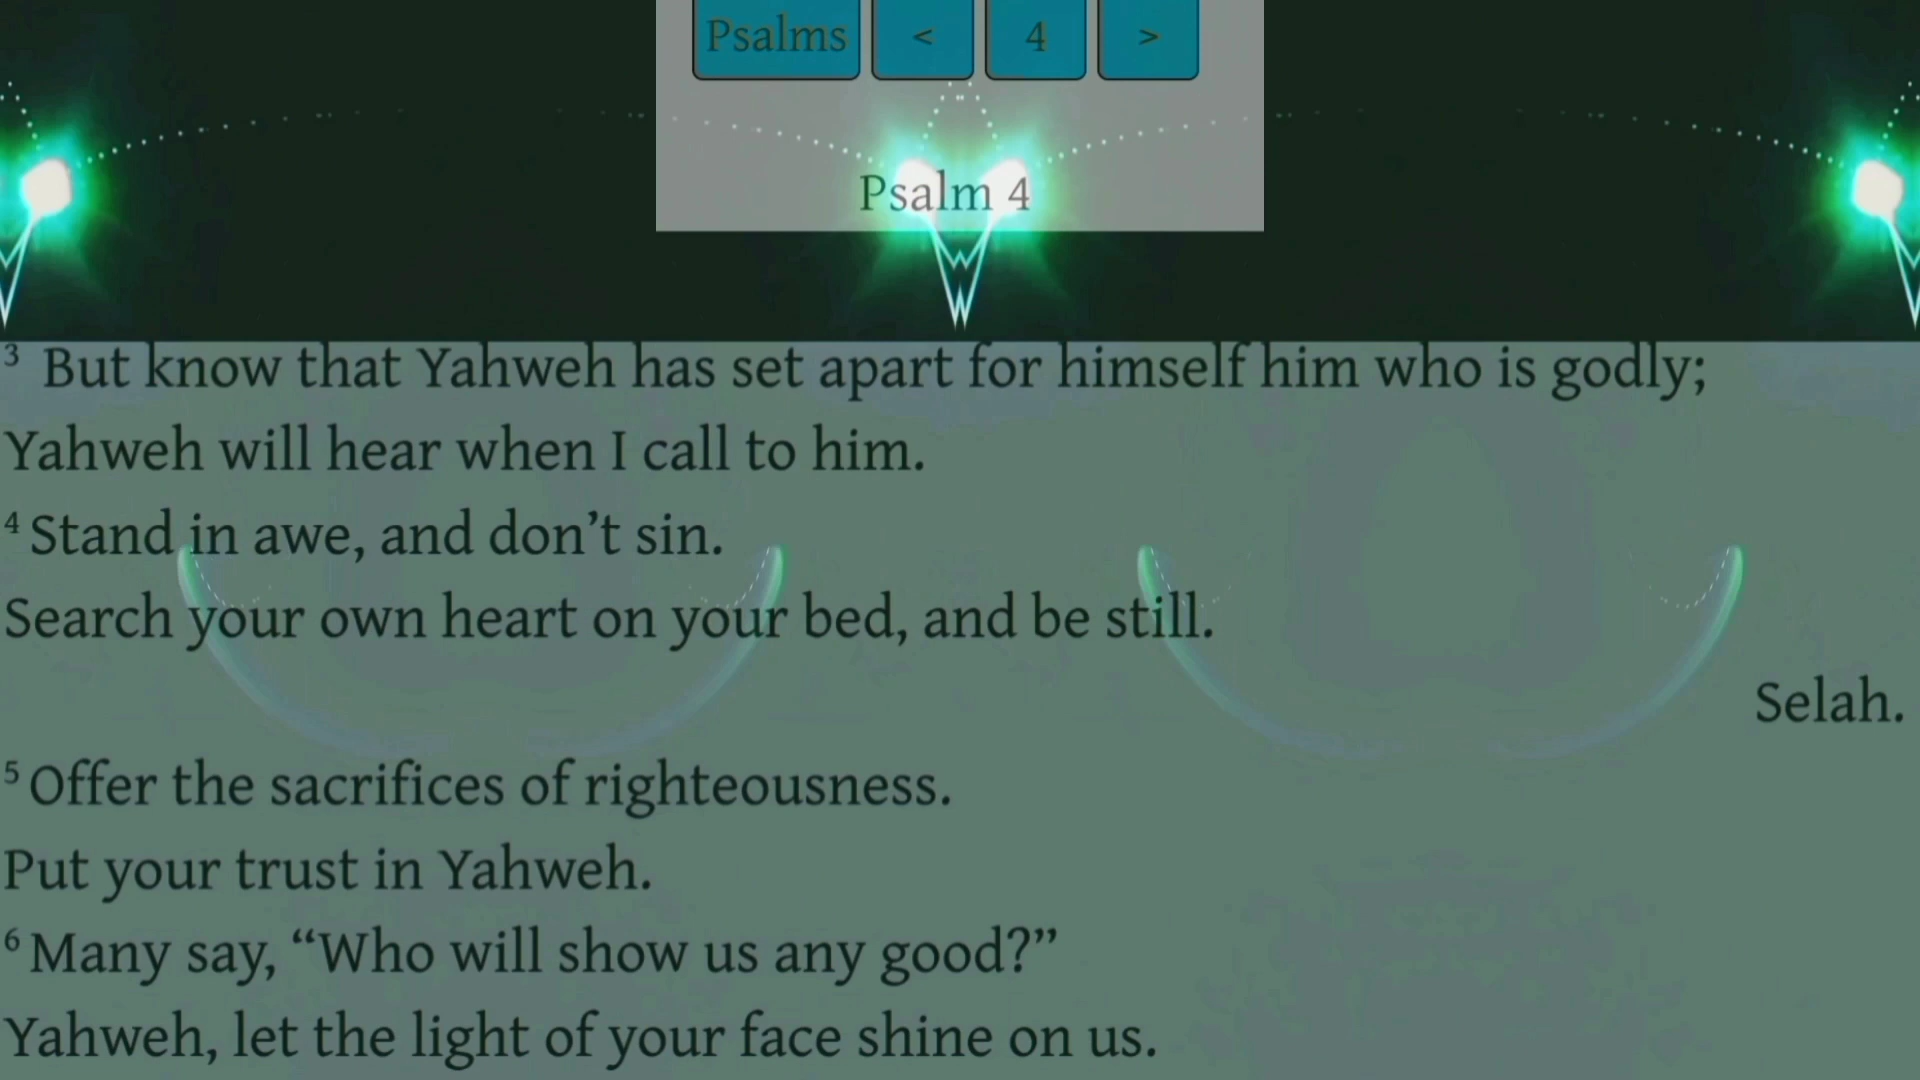 Psalms < 4 >
Psalm 4
3 But know that Yahweh has set apart for himself him who is godly;
Yahweh will hear when I call to him.
4 Stand in awe, and don’t sin.
Search your own heart on your bed, and be still.
Selah.
5 Offer the sacrifices of righteousness.
Put your trust in Yahweh.
6 Many say, “Who will show us any good?”
Yahweh, let the light of your face shine on us.